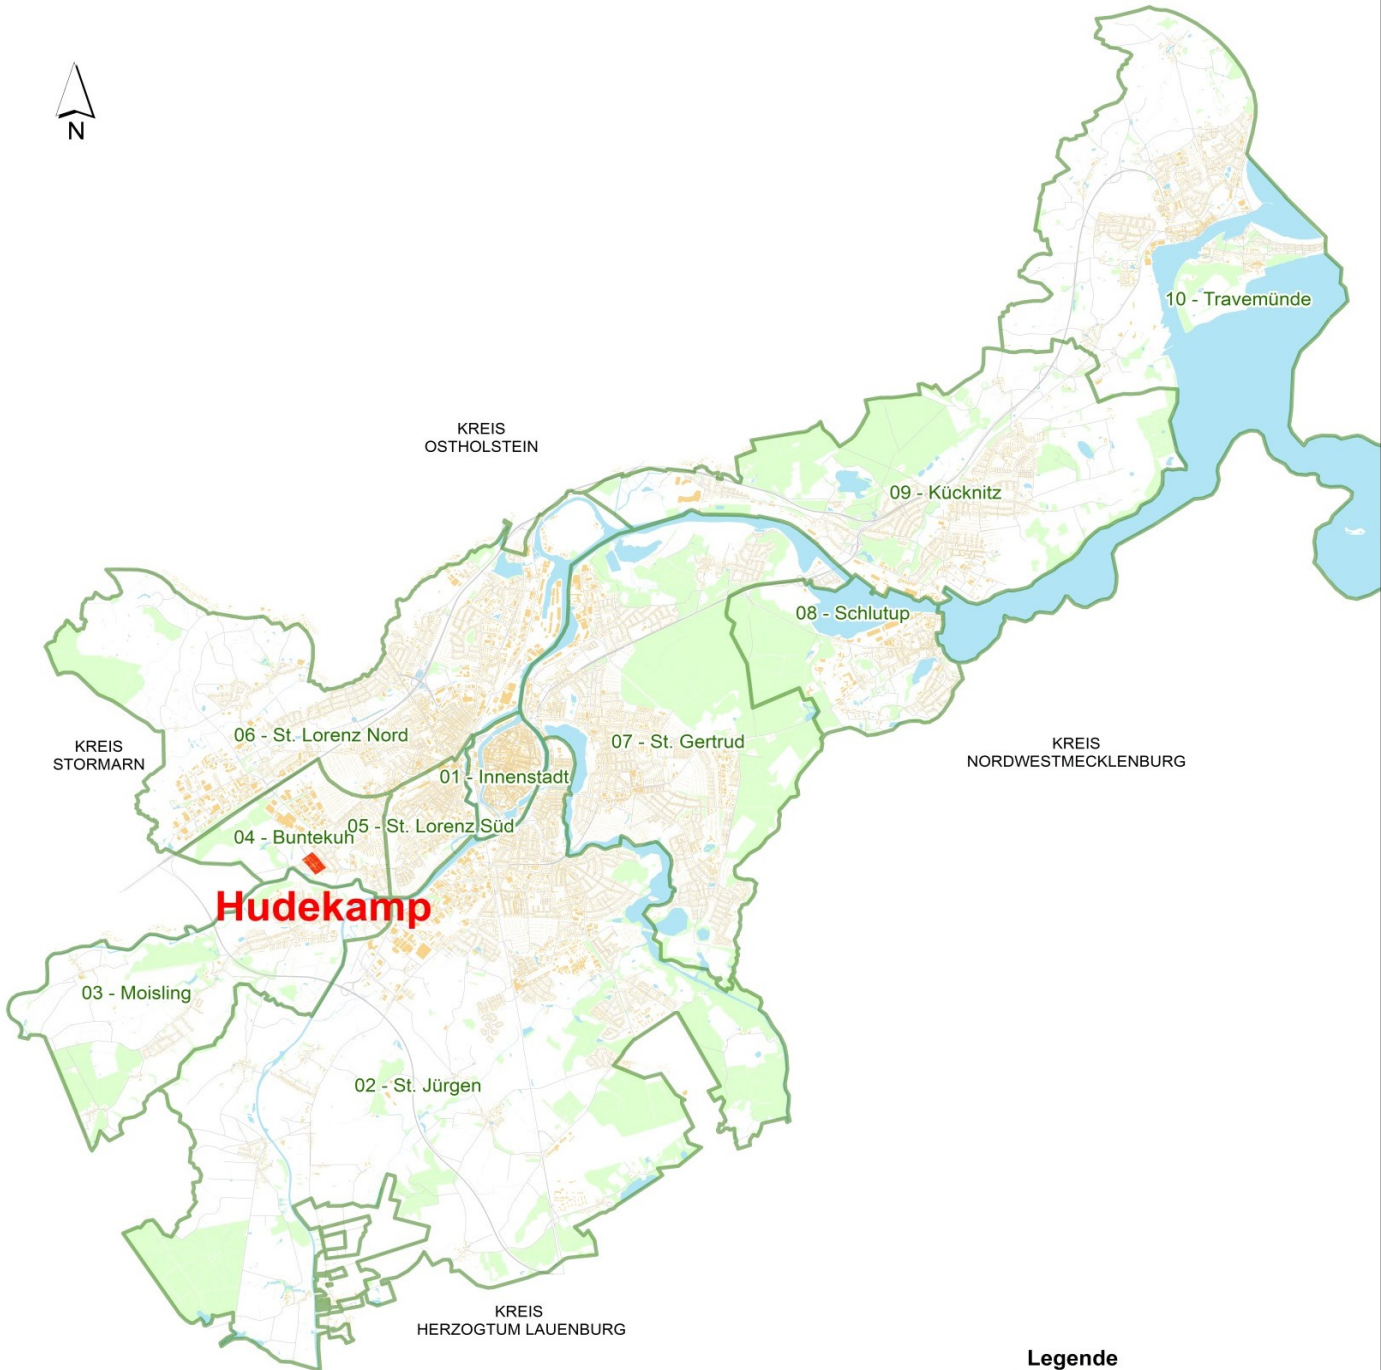 N
10 - Travemünde
KREIS
OSTHOLSTEIN
09 - Kücknitz
08 - Schlutup
06 - St. Lorenz Nord
07 - St. Gertrud
KREIS
STORMARN
KREIS
NORDWESTMECKLENBURG
01 - Innenstadt
05 - St. Lorenz Süd
04 - Buntekuh
Hudekamp
03 - Moisling
02 - St. Jürgen
KREIS
HERZOGTUM LAUENBURG
Legende